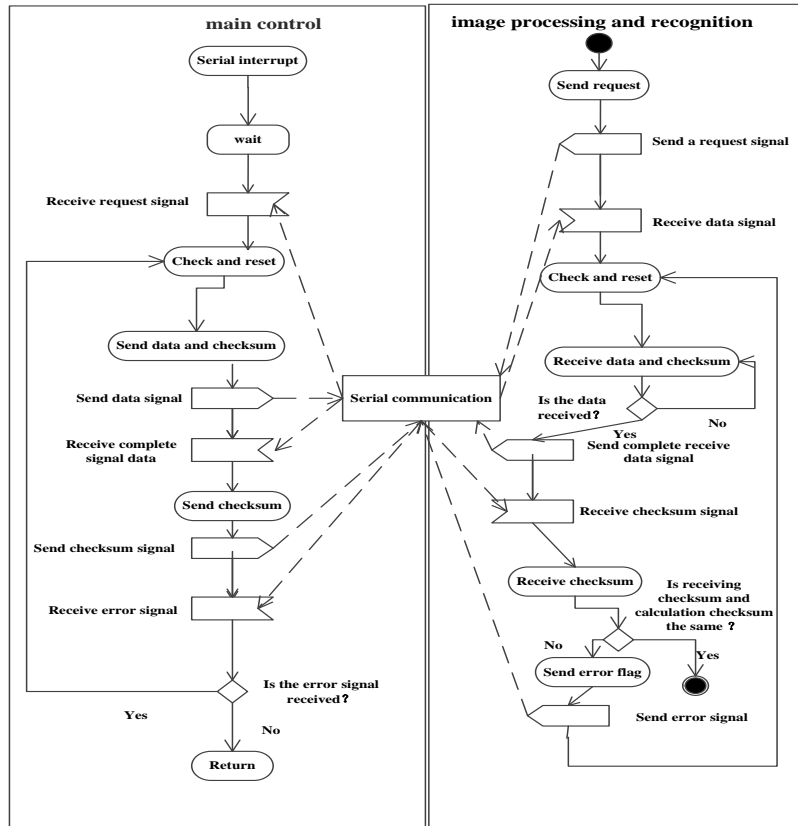 main control
Serial interrupt
wait
Receive request signal
Check and reset
Send data and checksum
Send data signal
Receive complete
signal data
Send checksum
Send checksum signal
Receive error signal
Is the error signal
received?
Yes
No
Return
Serial communication
image processing and recognition
Send request
Send a request signal
Receive data signal
Check and reset
Receive data and checksum
Is the data
received?
No
Yes
Send complete receive
data signal
Receive checksum signal
Receive checksum
Is receiving
checksum and
calculation checksum
the same ?
No
Yes
Send error flag
Send error signal